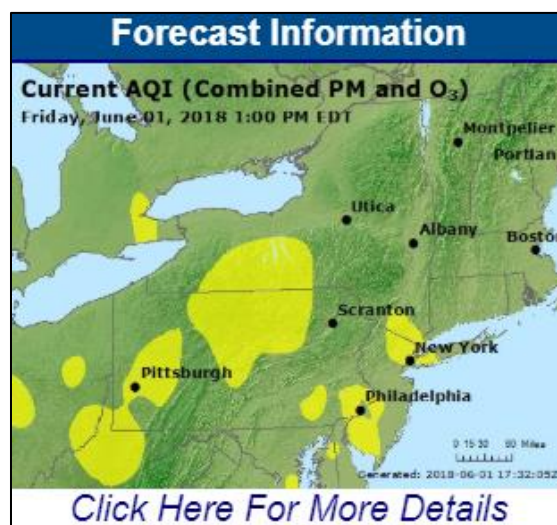 Forecast Information
Current AQI (Combined PM and O₃)
Friday, June 01, 2018 1:00 PM EDT
Montpelier
Portlan
Utica
Albany
Bosto
Scranton
New York
Pittsburgh
Philadelphia
0 15 30 60 Miles
Generated: 2018-06-01 17:32:05Z
Click Here For More Details